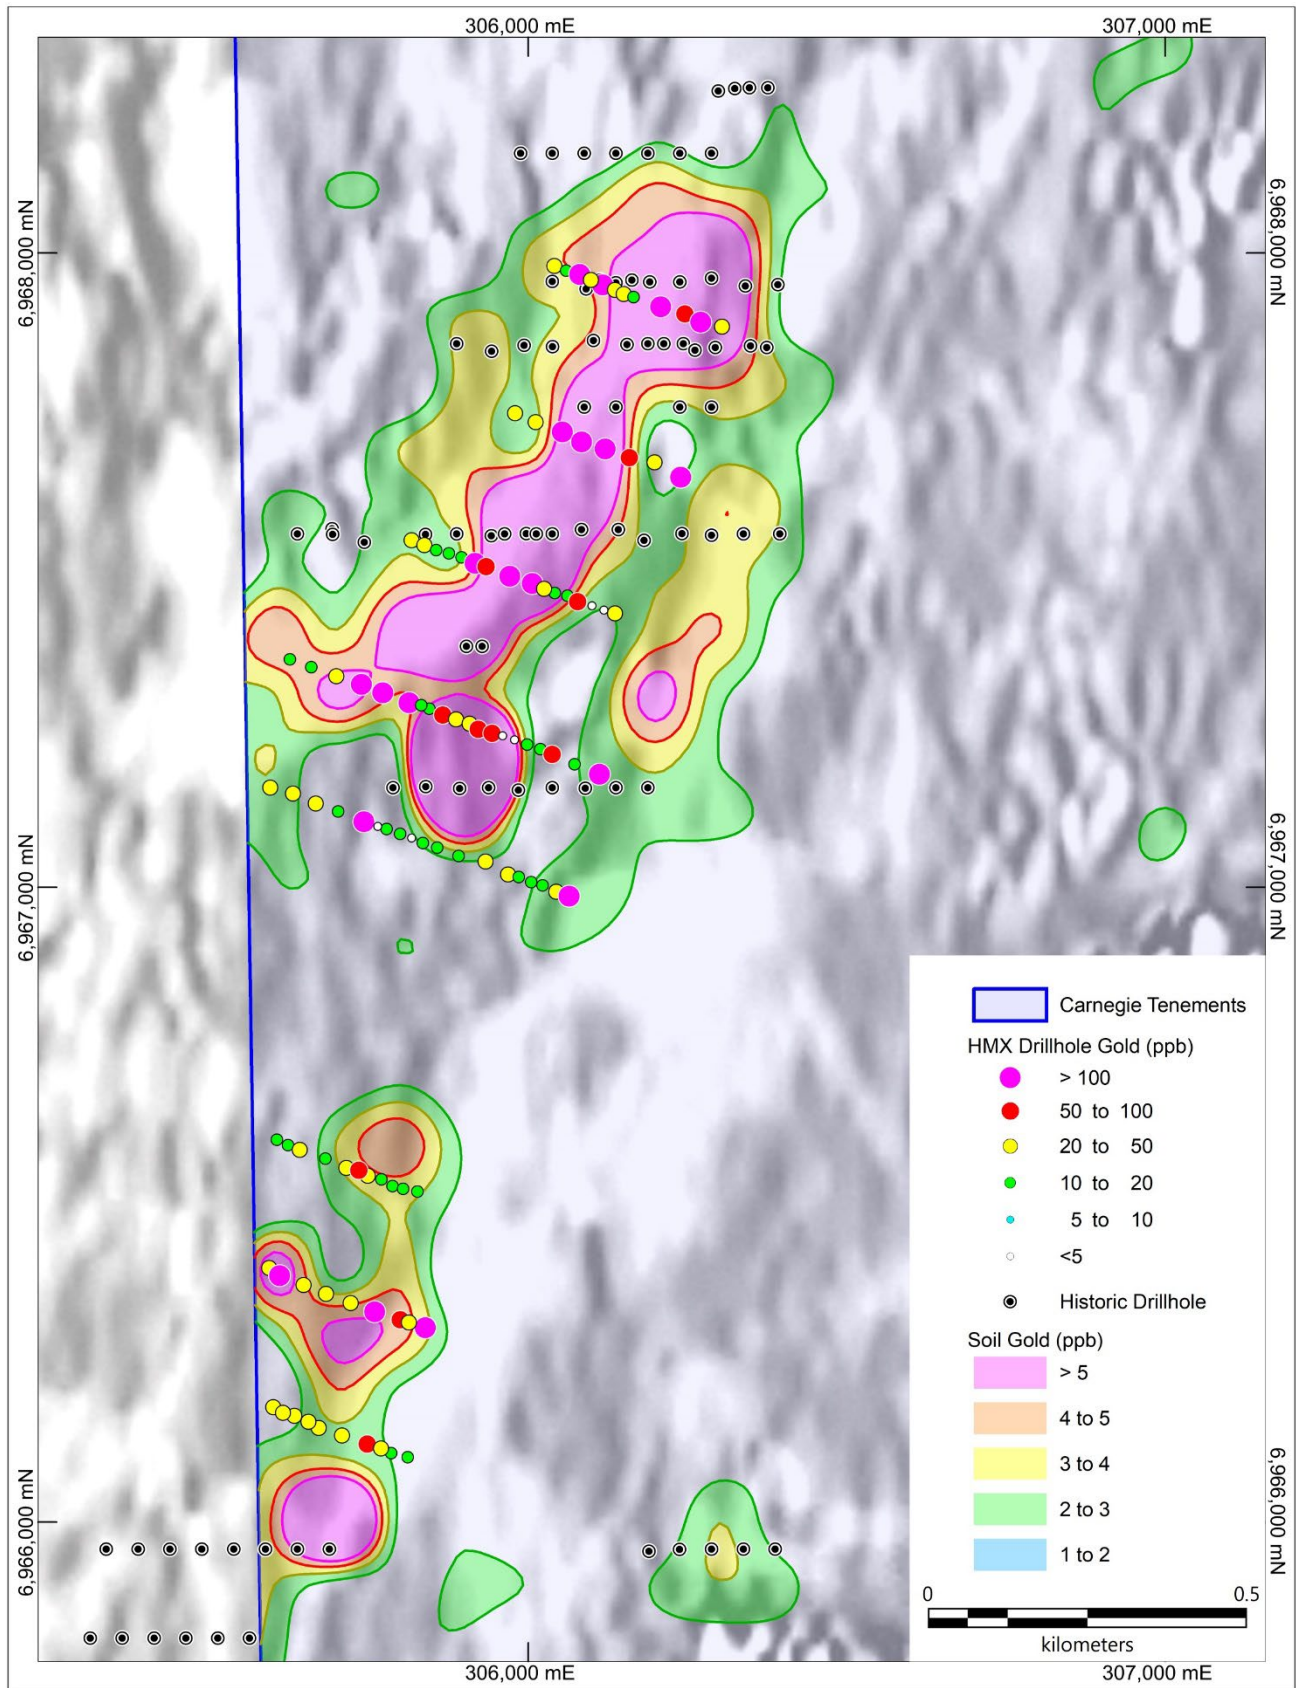 306,000 mE
307,000 mE
6,968,000 mN
6,968,000 mN
6,967,000 mN
6,967,000 mN
Carnegie Tenements
HMX Drillhole Gold (ppb)
> 100
50 to 100
20 to 50
10 to 20
5 to 10
<5
Historic Drillhole
Soil Gold (ppb)
> 5
4 to 5
3 to 4
2 to 3
1 to 2
6,966,000 mN
6,966,000 mN
0
0.5
kilometers
306,000 mE
307,000 mE